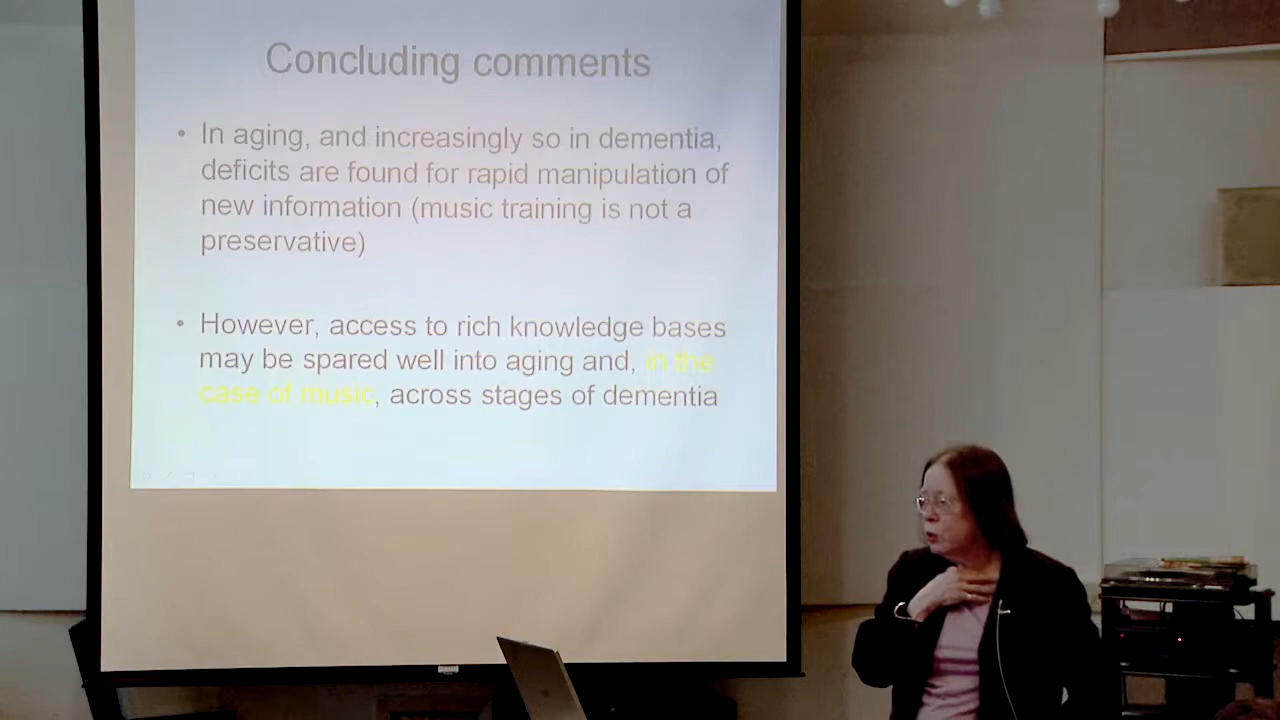 Concluding comments
• In aging, and increasingly so in dementia,
deficits are found for rapid manipulation of
new information (music training is not a
preservative)
• However, access to rich knowledge bases
may be spared well into aging and, in the
case of music, across stages of dementia